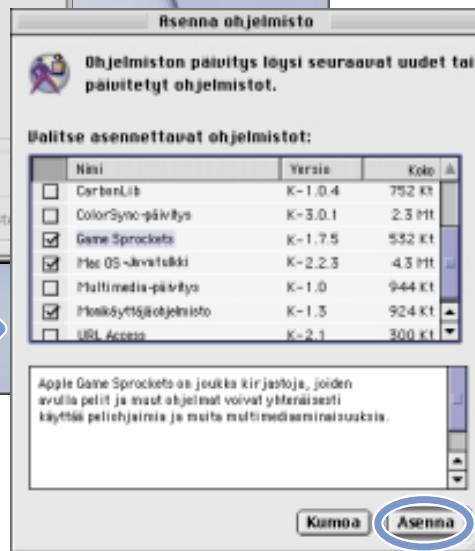 Asenna ohjelmisto
Ohjelmiston päivitys löysi seuraavat uudet tai
päivitetyt ohjelmistot.
Valitse asennettavat ohjelmistot:
Nimi Versio Koko
CarbonLib K-1.0.4 752 Kt
ColorSync-päivitys K-3.0.1 2.3 Mt
Game Sprockets K-1.7.5 532 Kt
Mac OS -Javatulkki K-2.2.3 4.3 Mt
Multimedia-päivitys K-1.0 944 Kt
Monikäyttäjäohjelmisto K-1.3 924 Kt
URL Access K-2.1 300 Kt
Apple Game Sprockets on joukko kirjastoja, joiden
avulla pelit ja muut ohjelmat voivat yhtenäisesti
käyttää peliohjaimia ja muita multimediaominaisuuksia.
Kumoa Asenna